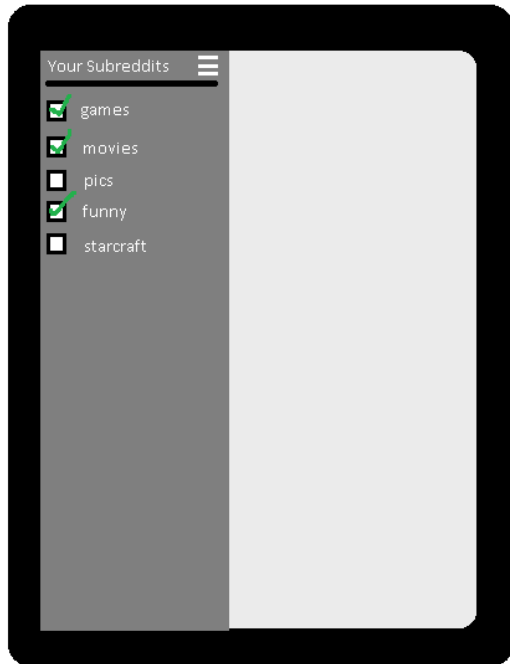 Your Subreddits
games
movies
pics
funny
starcraft